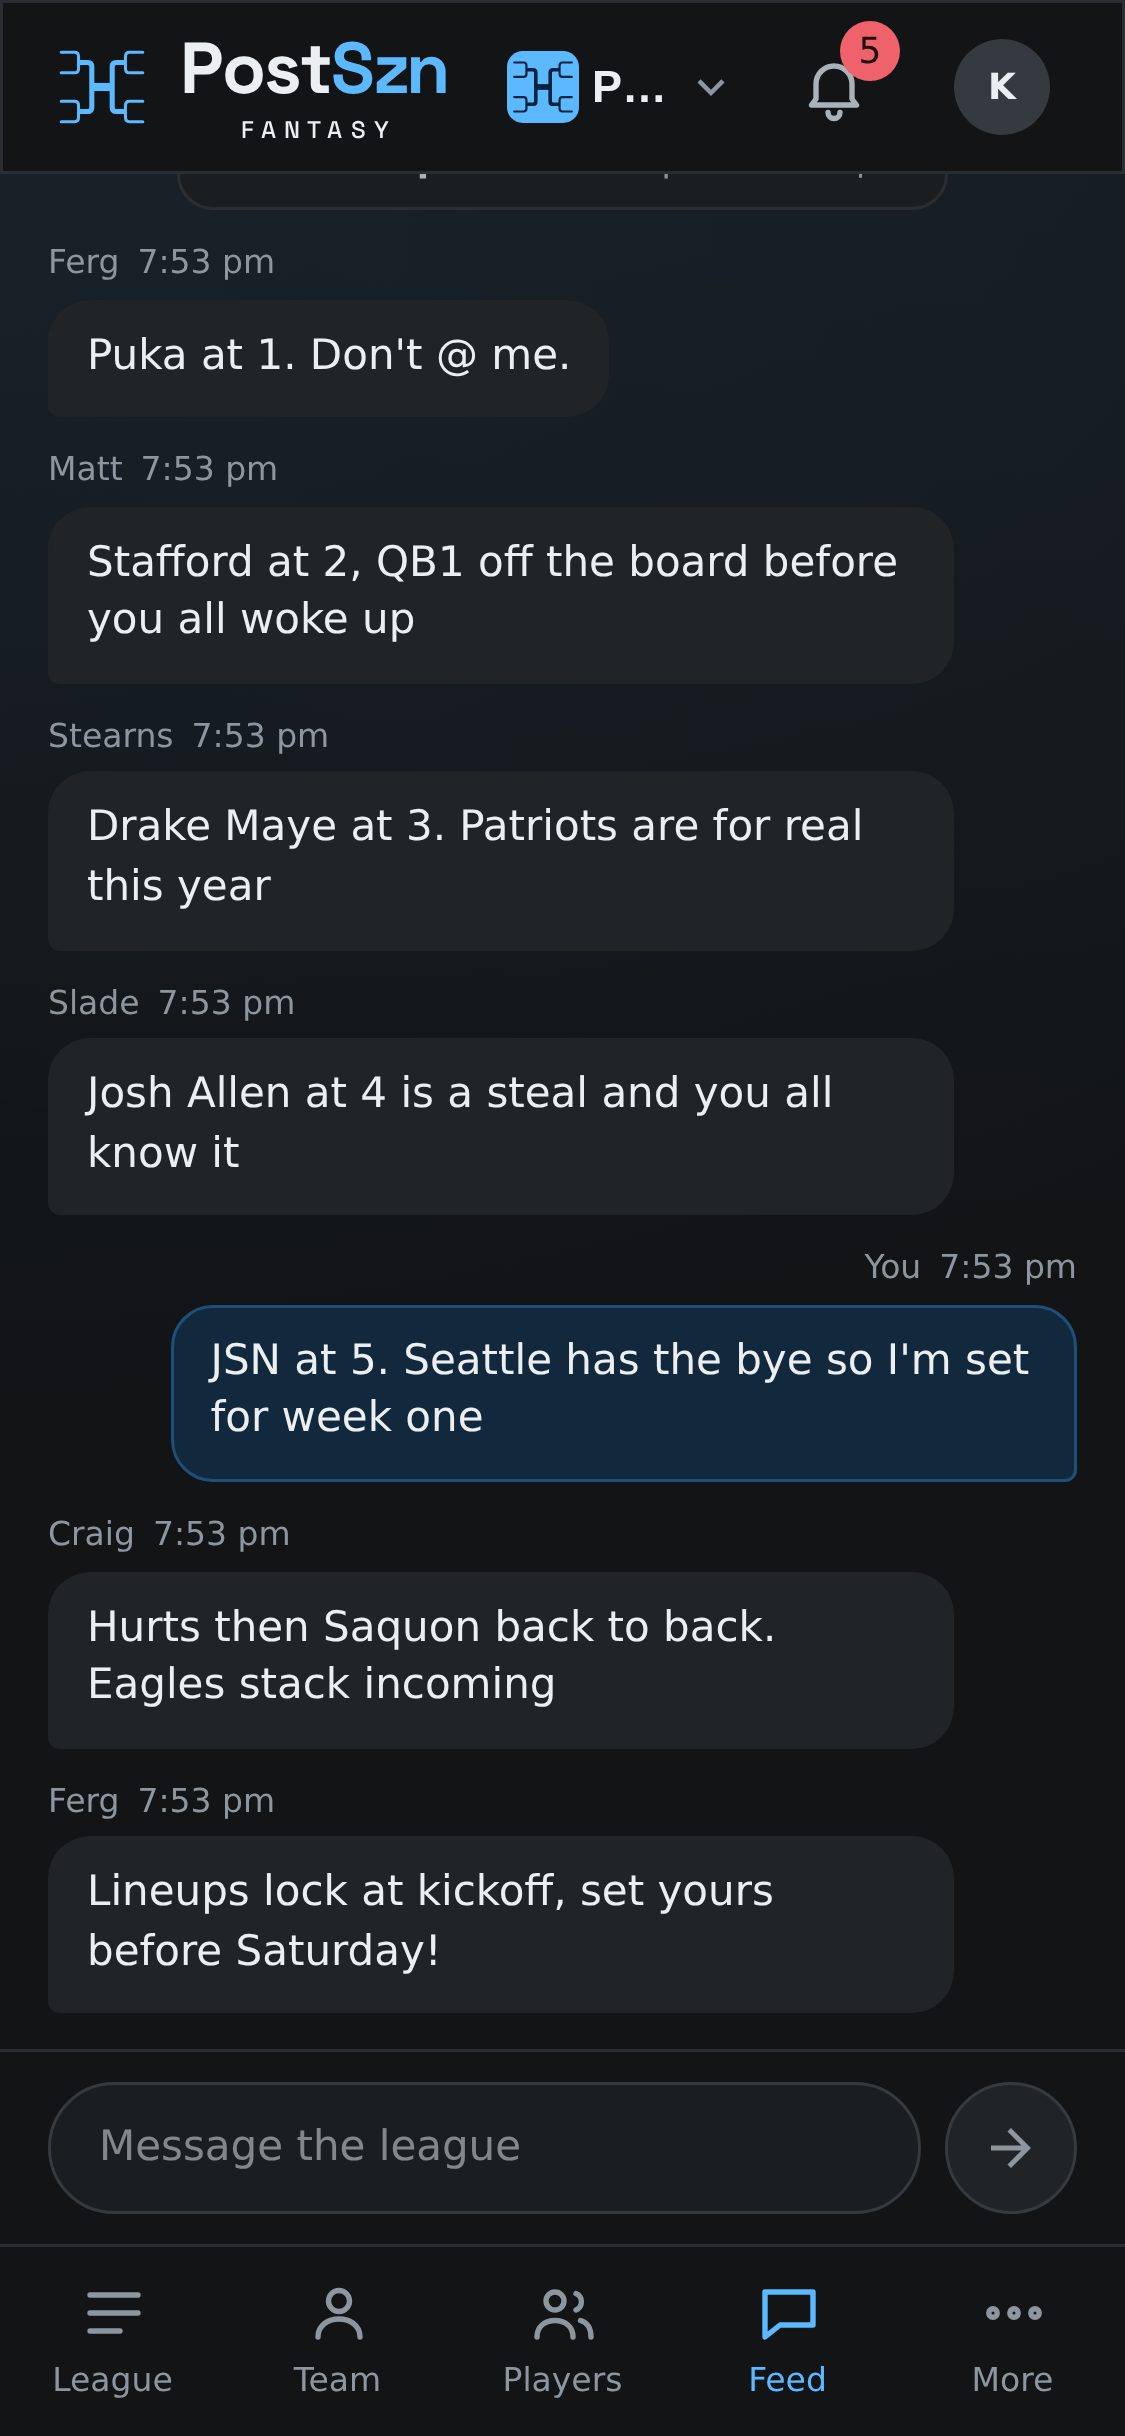 PostSzn
FANTASY
P...
5
K
Ferg 7:53 pm
Puka at 1. Don't @ me.
Matt 7:53 pm
Stafford at 2, QB1 off the board before
you all woke up
Stearns 7:53 pm
Drake Maye at 3. Patriots are for real
this year
Slade 7:53 pm
Josh Allen at 4 is a steal and you all
know it
You 7:53 pm
JSN at 5. Seattle has the bye so I'm set
for week one
Craig 7:53 pm
Hurts then Saquon back to back.
Eagles stack incoming
Ferg 7:53 pm
Lineups lock at kickoff, set yours
before Saturday!
Message the league
League
Team
Players
Feed
More